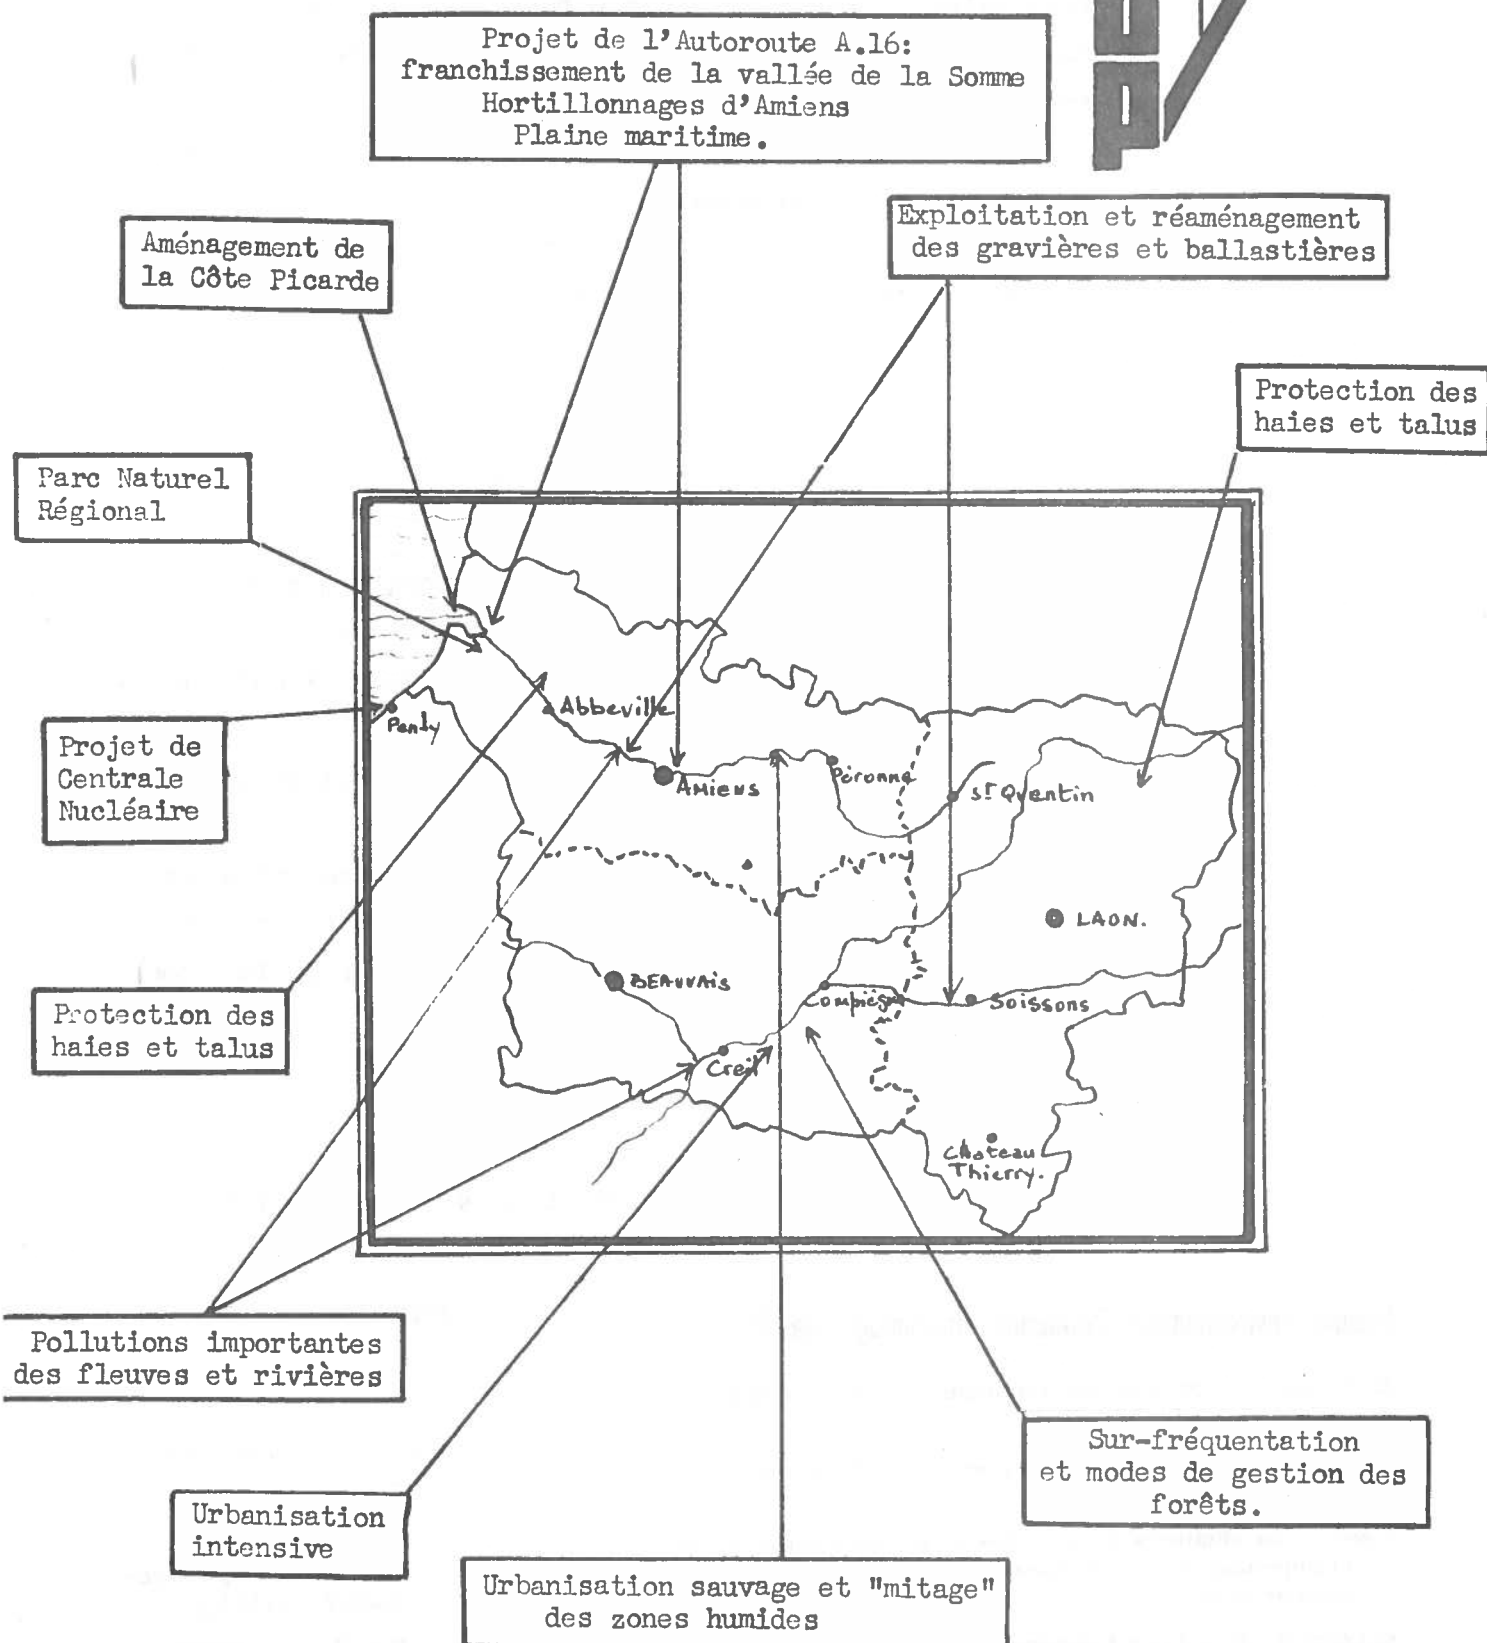 Projet de l'Autoroute A.16:
franchissement de la vallée de la Somme
Hortillonnages d'Amiens
Plaine maritime.
Aménagement de
la Côte Picarde
Exploitation et réaménagement
des gravières et ballastières
Protection des
haies et talus
Parc Naturel
Régional
Projet de
Centrale
Nucléaire
Penly
Abbeville
AMIENS
Péronne
St Quentin
LAON.
BEAUVAIS
Compiègne
Soissons
Creil
Château
Thierry.
Protection des
haies et talus
Pollutions importantes
des fleuves et rivières
Urbanisation
intensive
Sur-fréquentation
et modes de gestion des
forêts.
Urbanisation sauvage et "mitage"
des zones humides